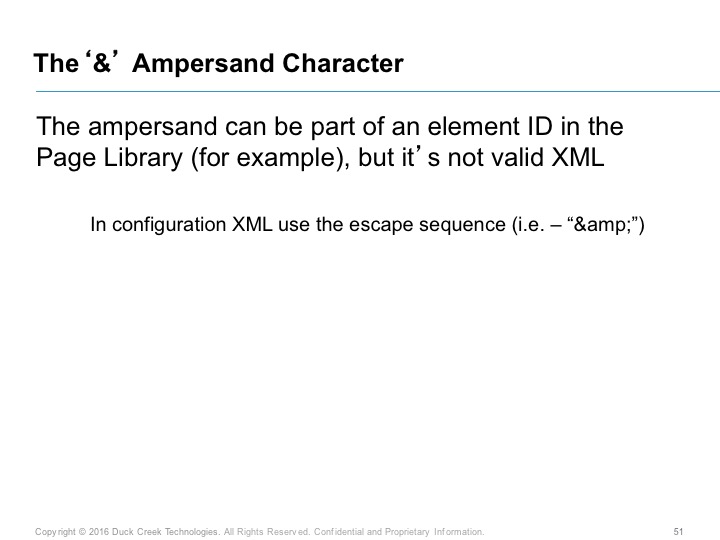 The ‘&’ Ampersand Character
The ampersand can be part of an element ID in the
Page Library (for example), but it’s not valid XML
In configuration XML use the escape sequence (i.e. – “&amp;”)
Copyright © 2016 Duck Creek Technologies. All Rights Reserved. Confidential and Proprietary Information.
51